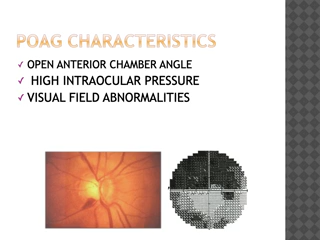 POAG CHARACTERISTICS
✓ OPEN ANTERIOR CHAMBER ANGLE
✓ HIGH INTRAOCULAR PRESSURE
✓ VISUAL FIELD ABNORMALITIES